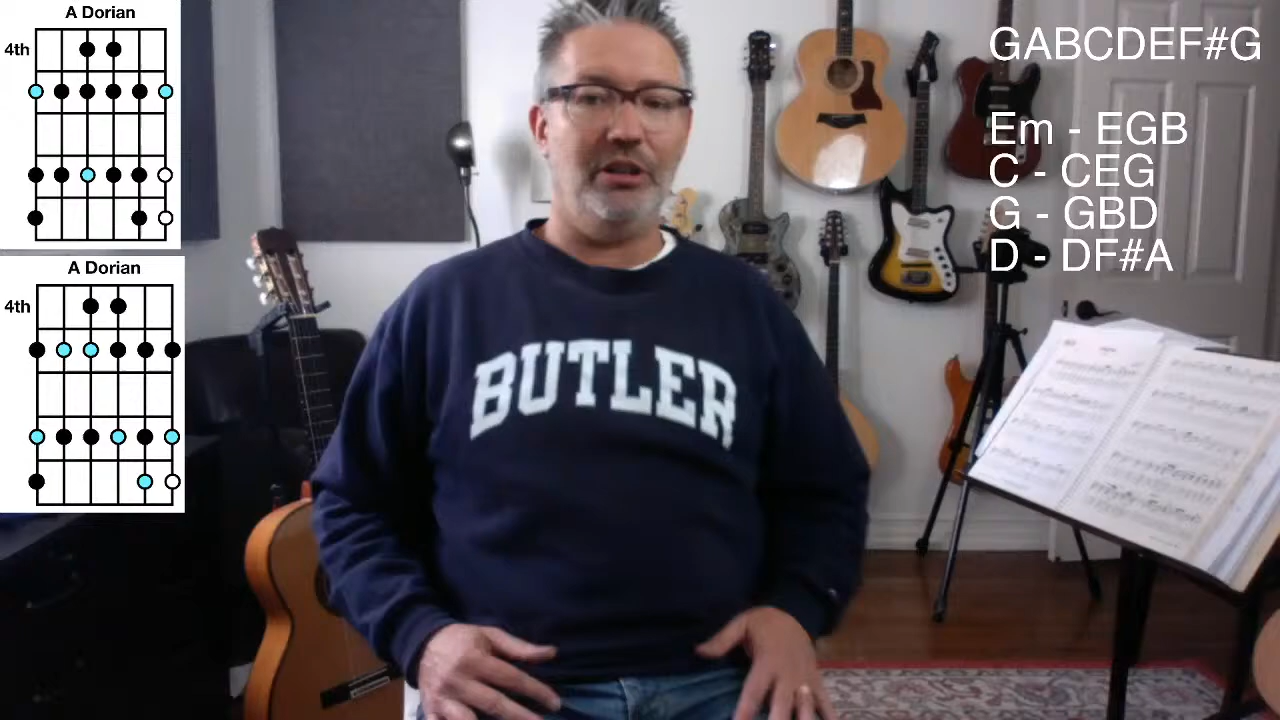 A Dorian
4th
A Dorian
4th
GABCDEF#G
Em - EGB
C - CEG
G - GBD
D - DF#A
BUTLER